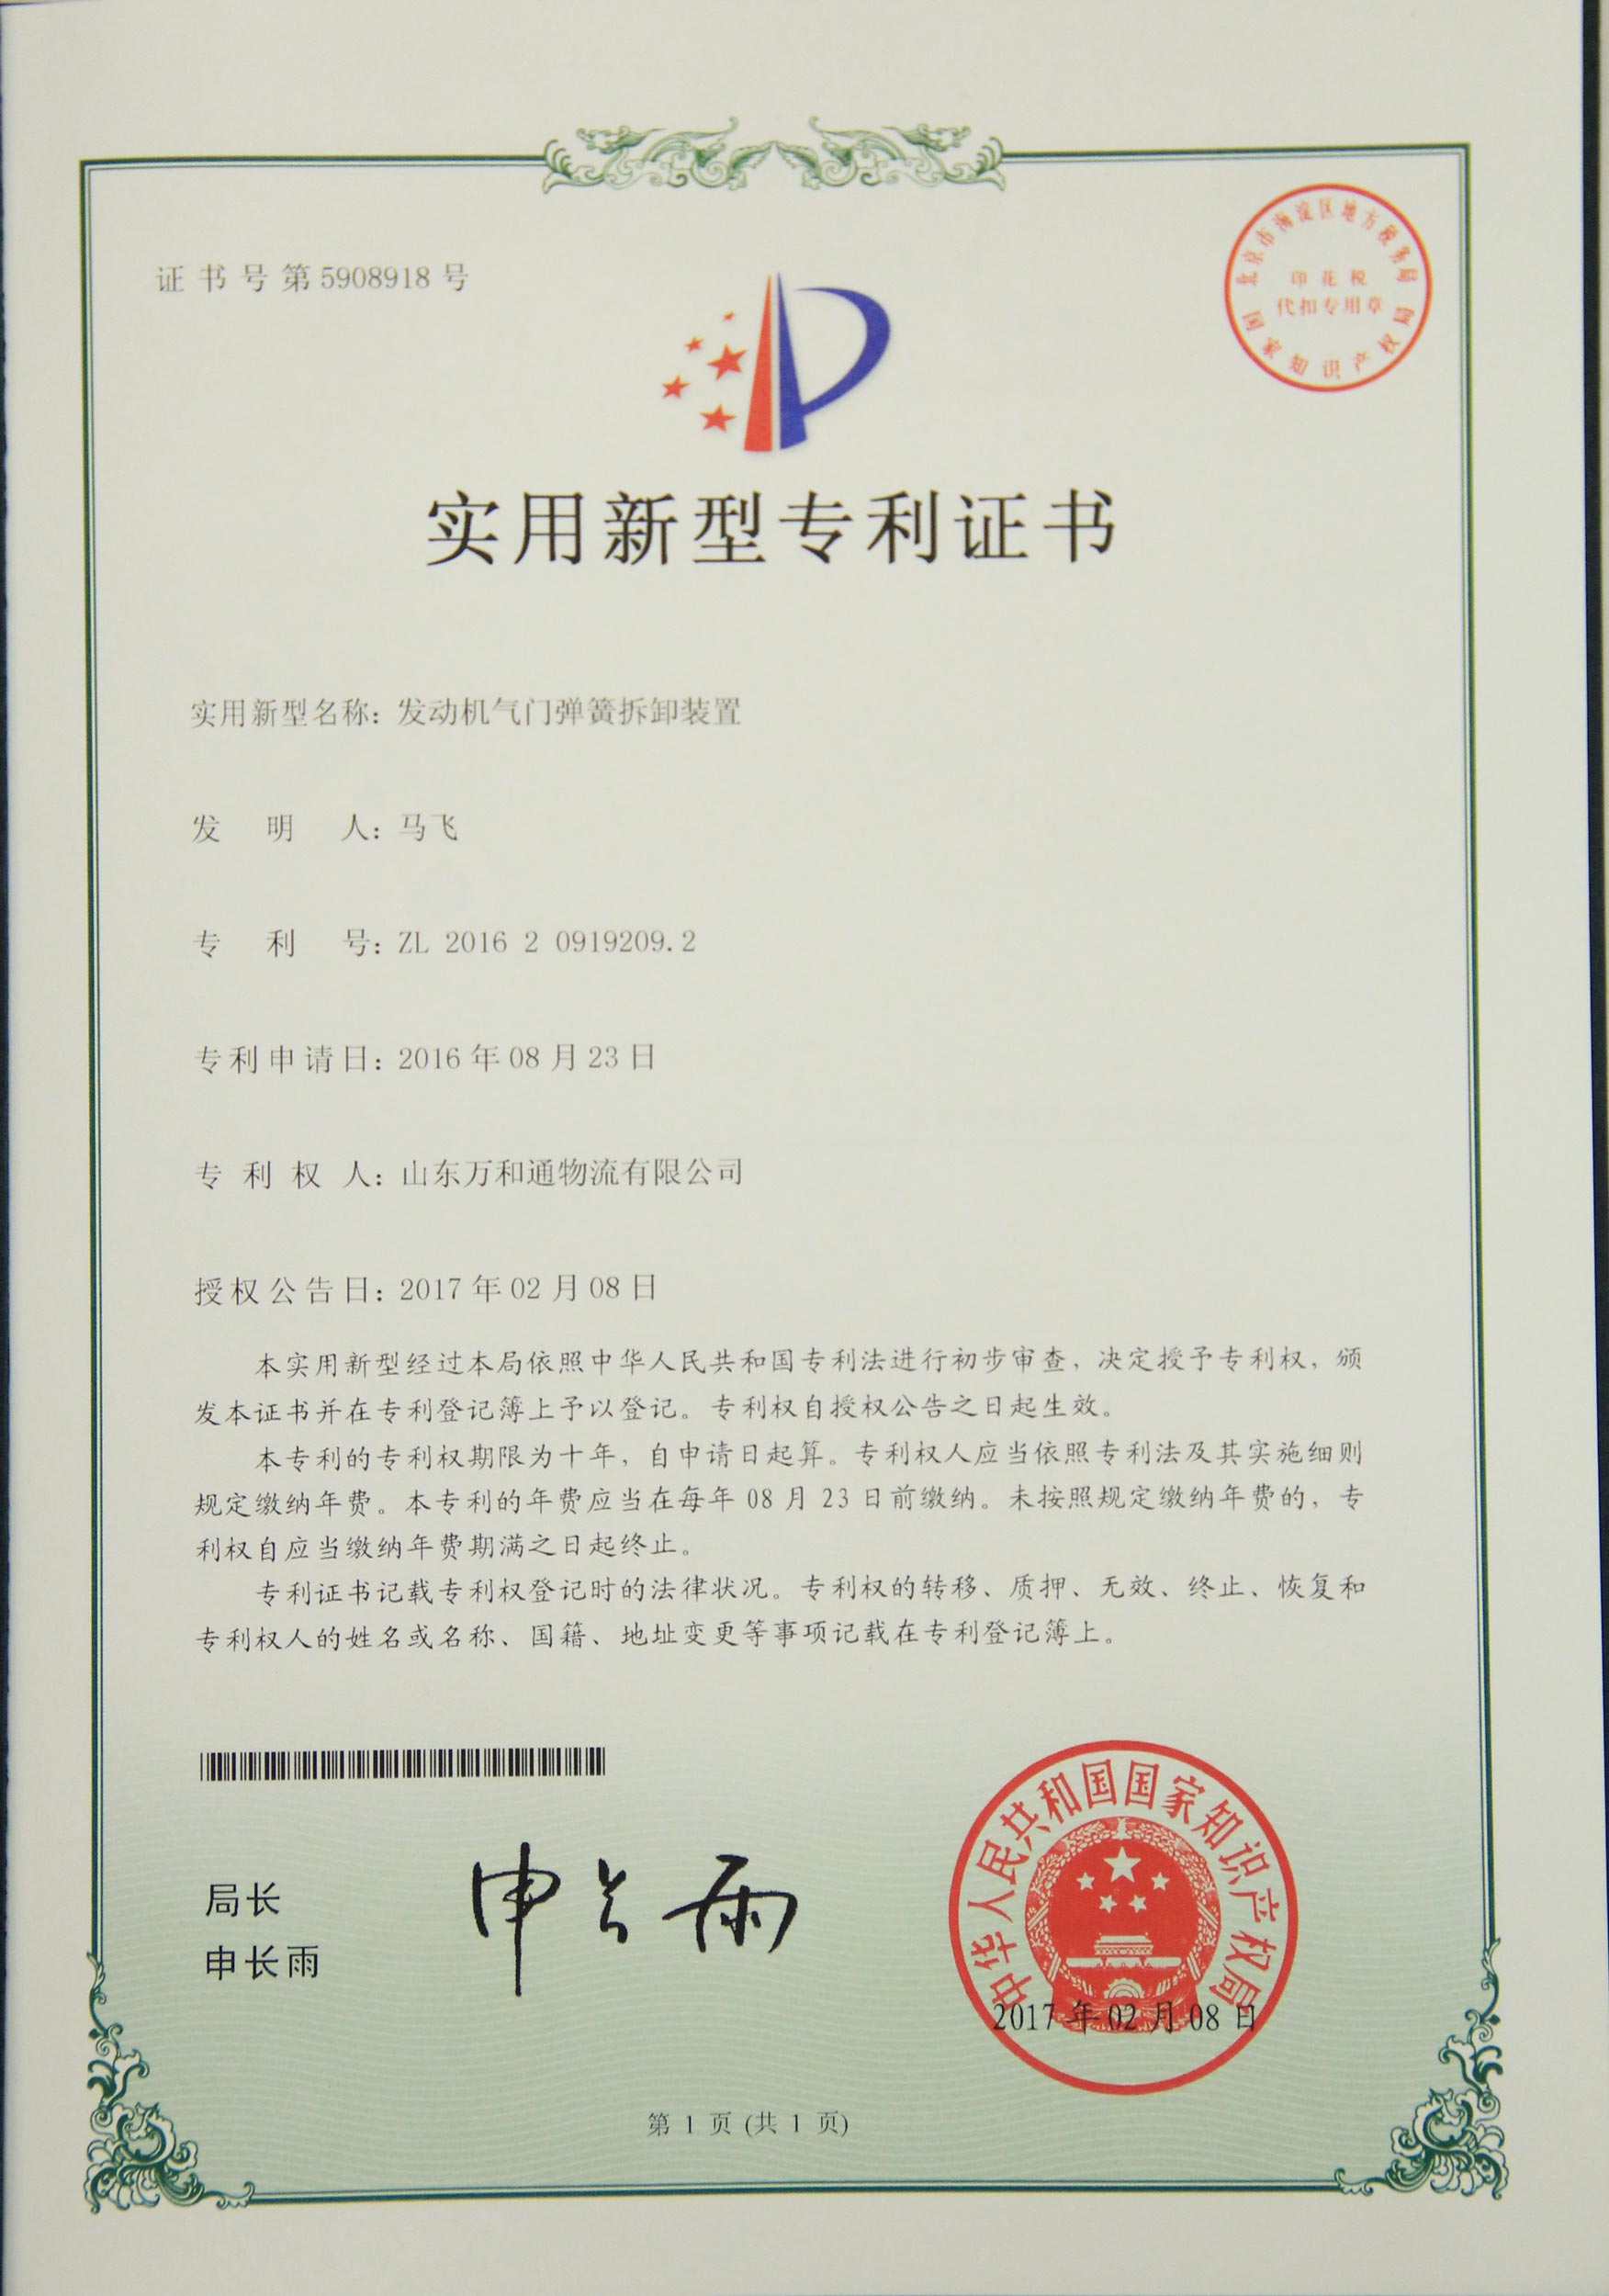 证书号第5908918号
北京市海淀区地方税务局
印花税
代扣专用章
国家知识产权局
实用新型专利证书
实用新型名称：发动机气门弹簧拆卸装置
发明人：马飞
专利号：ZL 2016 2 0919209.2
专利申请日：2016年08月23日
专利权人：山东万和通物流有限公司
授权公告日：2017年02月08日
本实用新型经过本局依照中华人民共和国专利法进行初步审查，决定授予专利权，颁
发本证书并在专利登记簿上予以登记。专利权自授权公告之日起生效。
本专利的专利权期限为十年，自申请日起算。专利权人应当依照专利法及其实施细则
规定缴纳年费。本专利的年费应当在每年 08 月 23 日前缴纳。未按照规定缴纳年费的，专
利权自应当缴纳年费期满之日起终止。
专利证书记载专利权登记时的法律状况。专利权的转移、质押、无效、终止、恢复和
专利权人的姓名或名称、国籍、地址变更等事项记载在专利登记簿上。
局长
申长雨
申长雨
中华人民共和国国家知识产权局
2017年02月08日
第 1 页 (共 1 页)